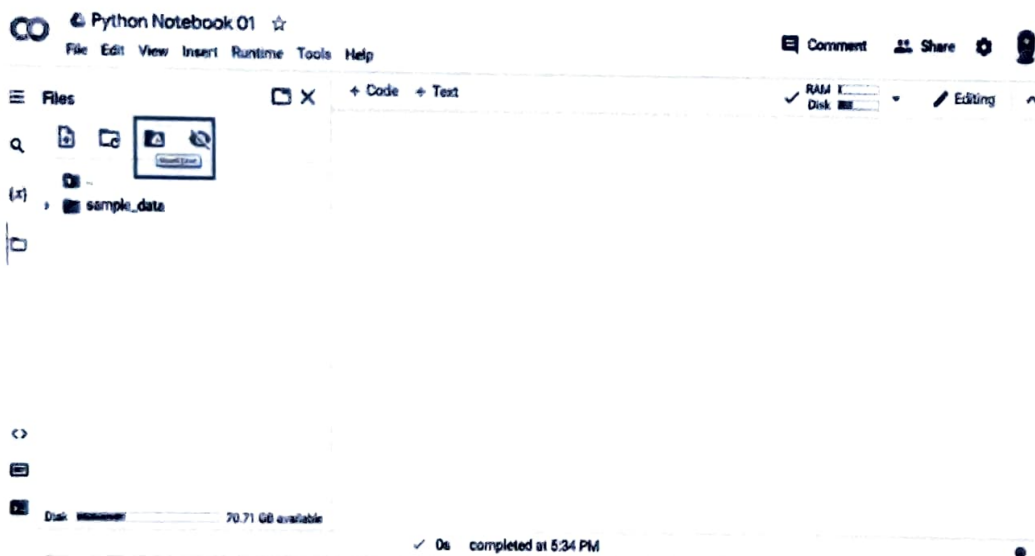 CO Python Notebook 01
File Edit View Insert Runtime Tools Help
Comment Share
Files
+ Code + Text
RAM
Disk
Editing
{x}
..
sample_data
<>
Disk 70.71 GB available
0s completed at 5:34 PM